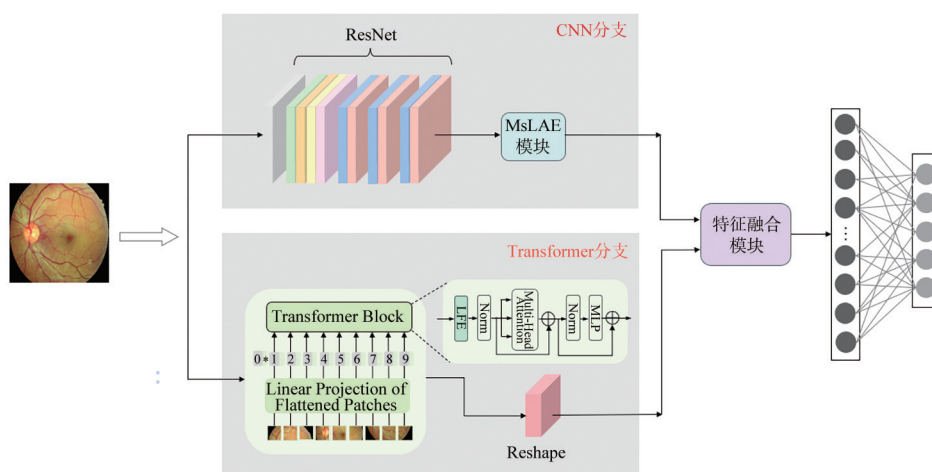 CNN分支
ResNet
MsLAE
模块
特征融合
模块
...
Transformer分支
Transformer Block
LFE
Norm
Multi-Head
Attention
Norm
MLP
0* 1 2 3 4 5 6 7 8 9
Linear Projection of
Flattened Patches
Reshape
: